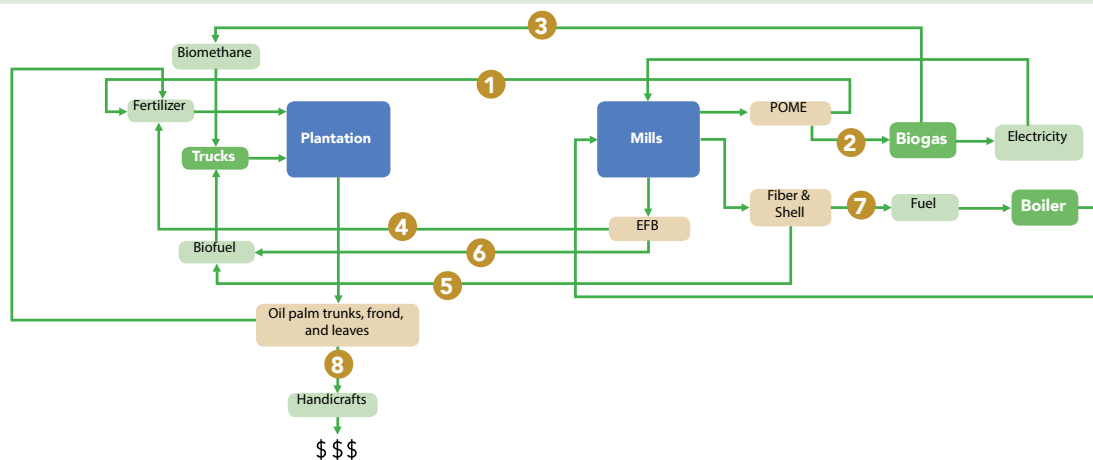 3
Biomethane
1
Fertilizer
Plantation
Mills
POME
2
Biogas
Electricity
Trucks
Fiber &
Shell
7
Fuel
Boiler
4
EFB
Biofuel
6
5
Oil palm trunks, frond,
and leaves
8
Handicrafts
$ $ $